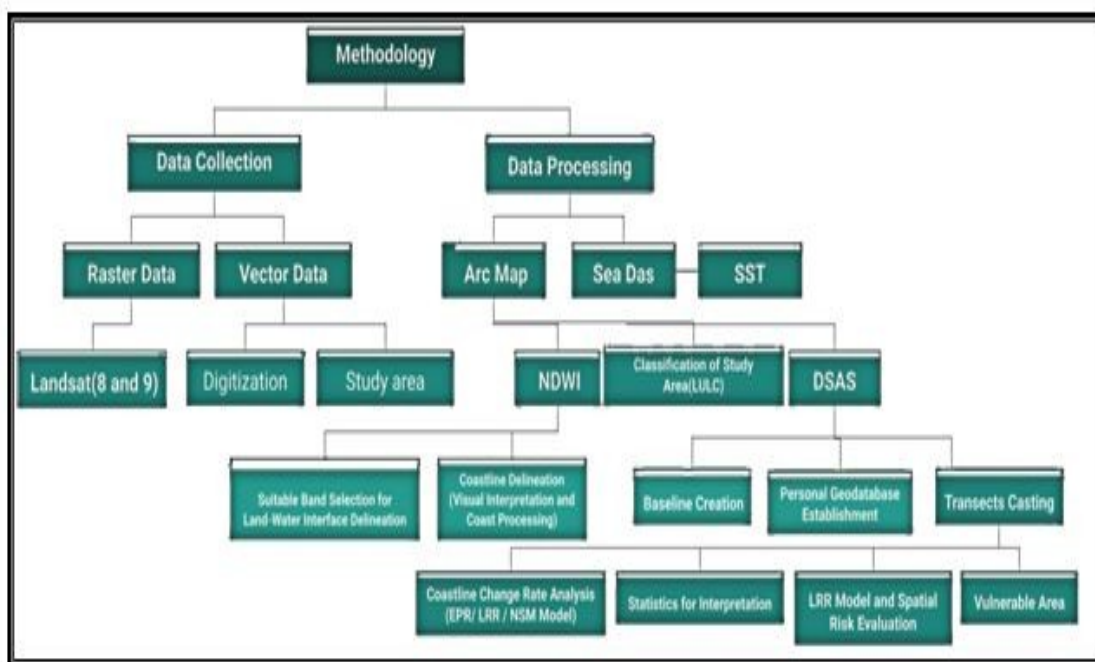 Methodology
Data Collection
Data Processing
Raster Data
Vector Data
Arc Map
Sea Das
SST
Landsat(8 and 9)
Digitization
Study area
NDWI
Classification of Study
Area(LULC)
DSAS
Suitable Band Selection for
Land-Water Interface Delineation
Coastline Delineation
(Visual Interpretation and
Coast Processing)
Baseline Creation
Personal Geodatabase
Establishment
Transects Casting
Coastline Change Rate Analysis
(EPR/ LRR / NSM Model)
Statistics for Interpretation
LRR Model and Spatial
Risk Evaluation
Vulnerable Area